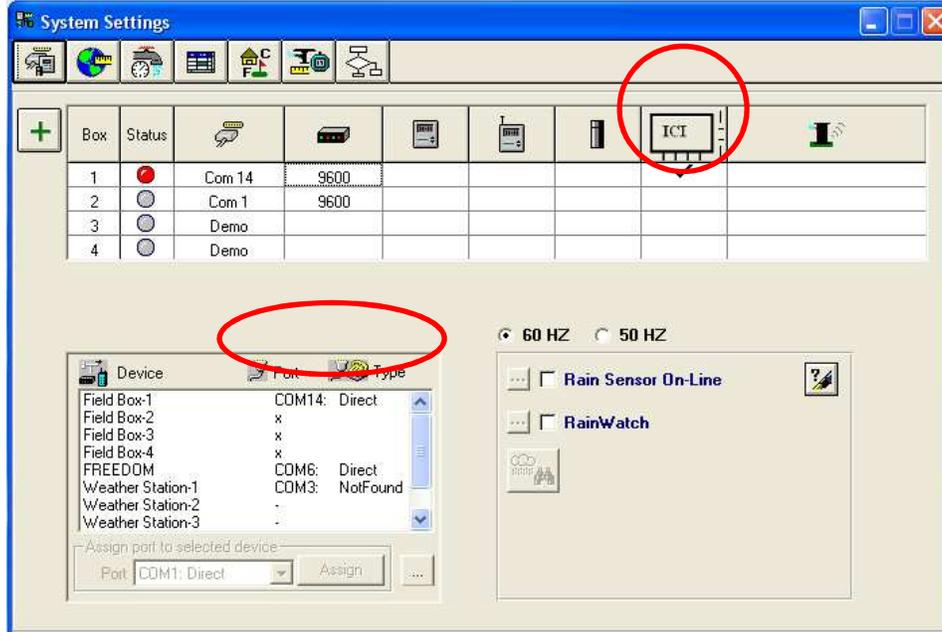 System Settings
C
F
Box Status ICI
1 Com 14 9600
2 Com 1 9600
3 Demo
4 Demo
60 HZ 50 HZ
Device Port Type
Field Box-1 COM14: Direct
Field Box-2 x
Field Box-3 x
Field Box-4 x
FREEDOM COM6: Direct
Weather Station-1 COM3: NotFound
Weather Station-2 -
Weather Station-3 -
Assign port to selected device
Port COM1: Direct Assign ...
... Rain Sensor On-Line ?
... RainWatch